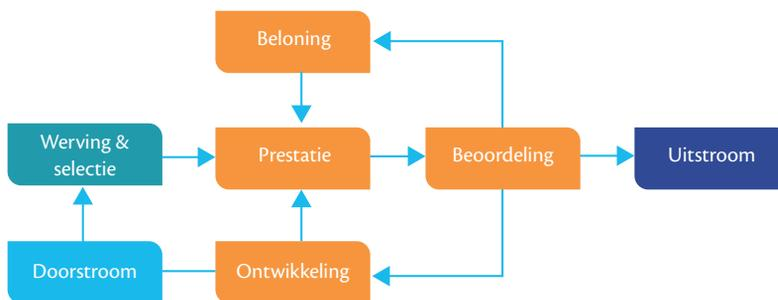 Beloning
Werving &
selectie
Prestatie
Beoordeling
Uitstroom
Doorstroom
Ontwikkeling